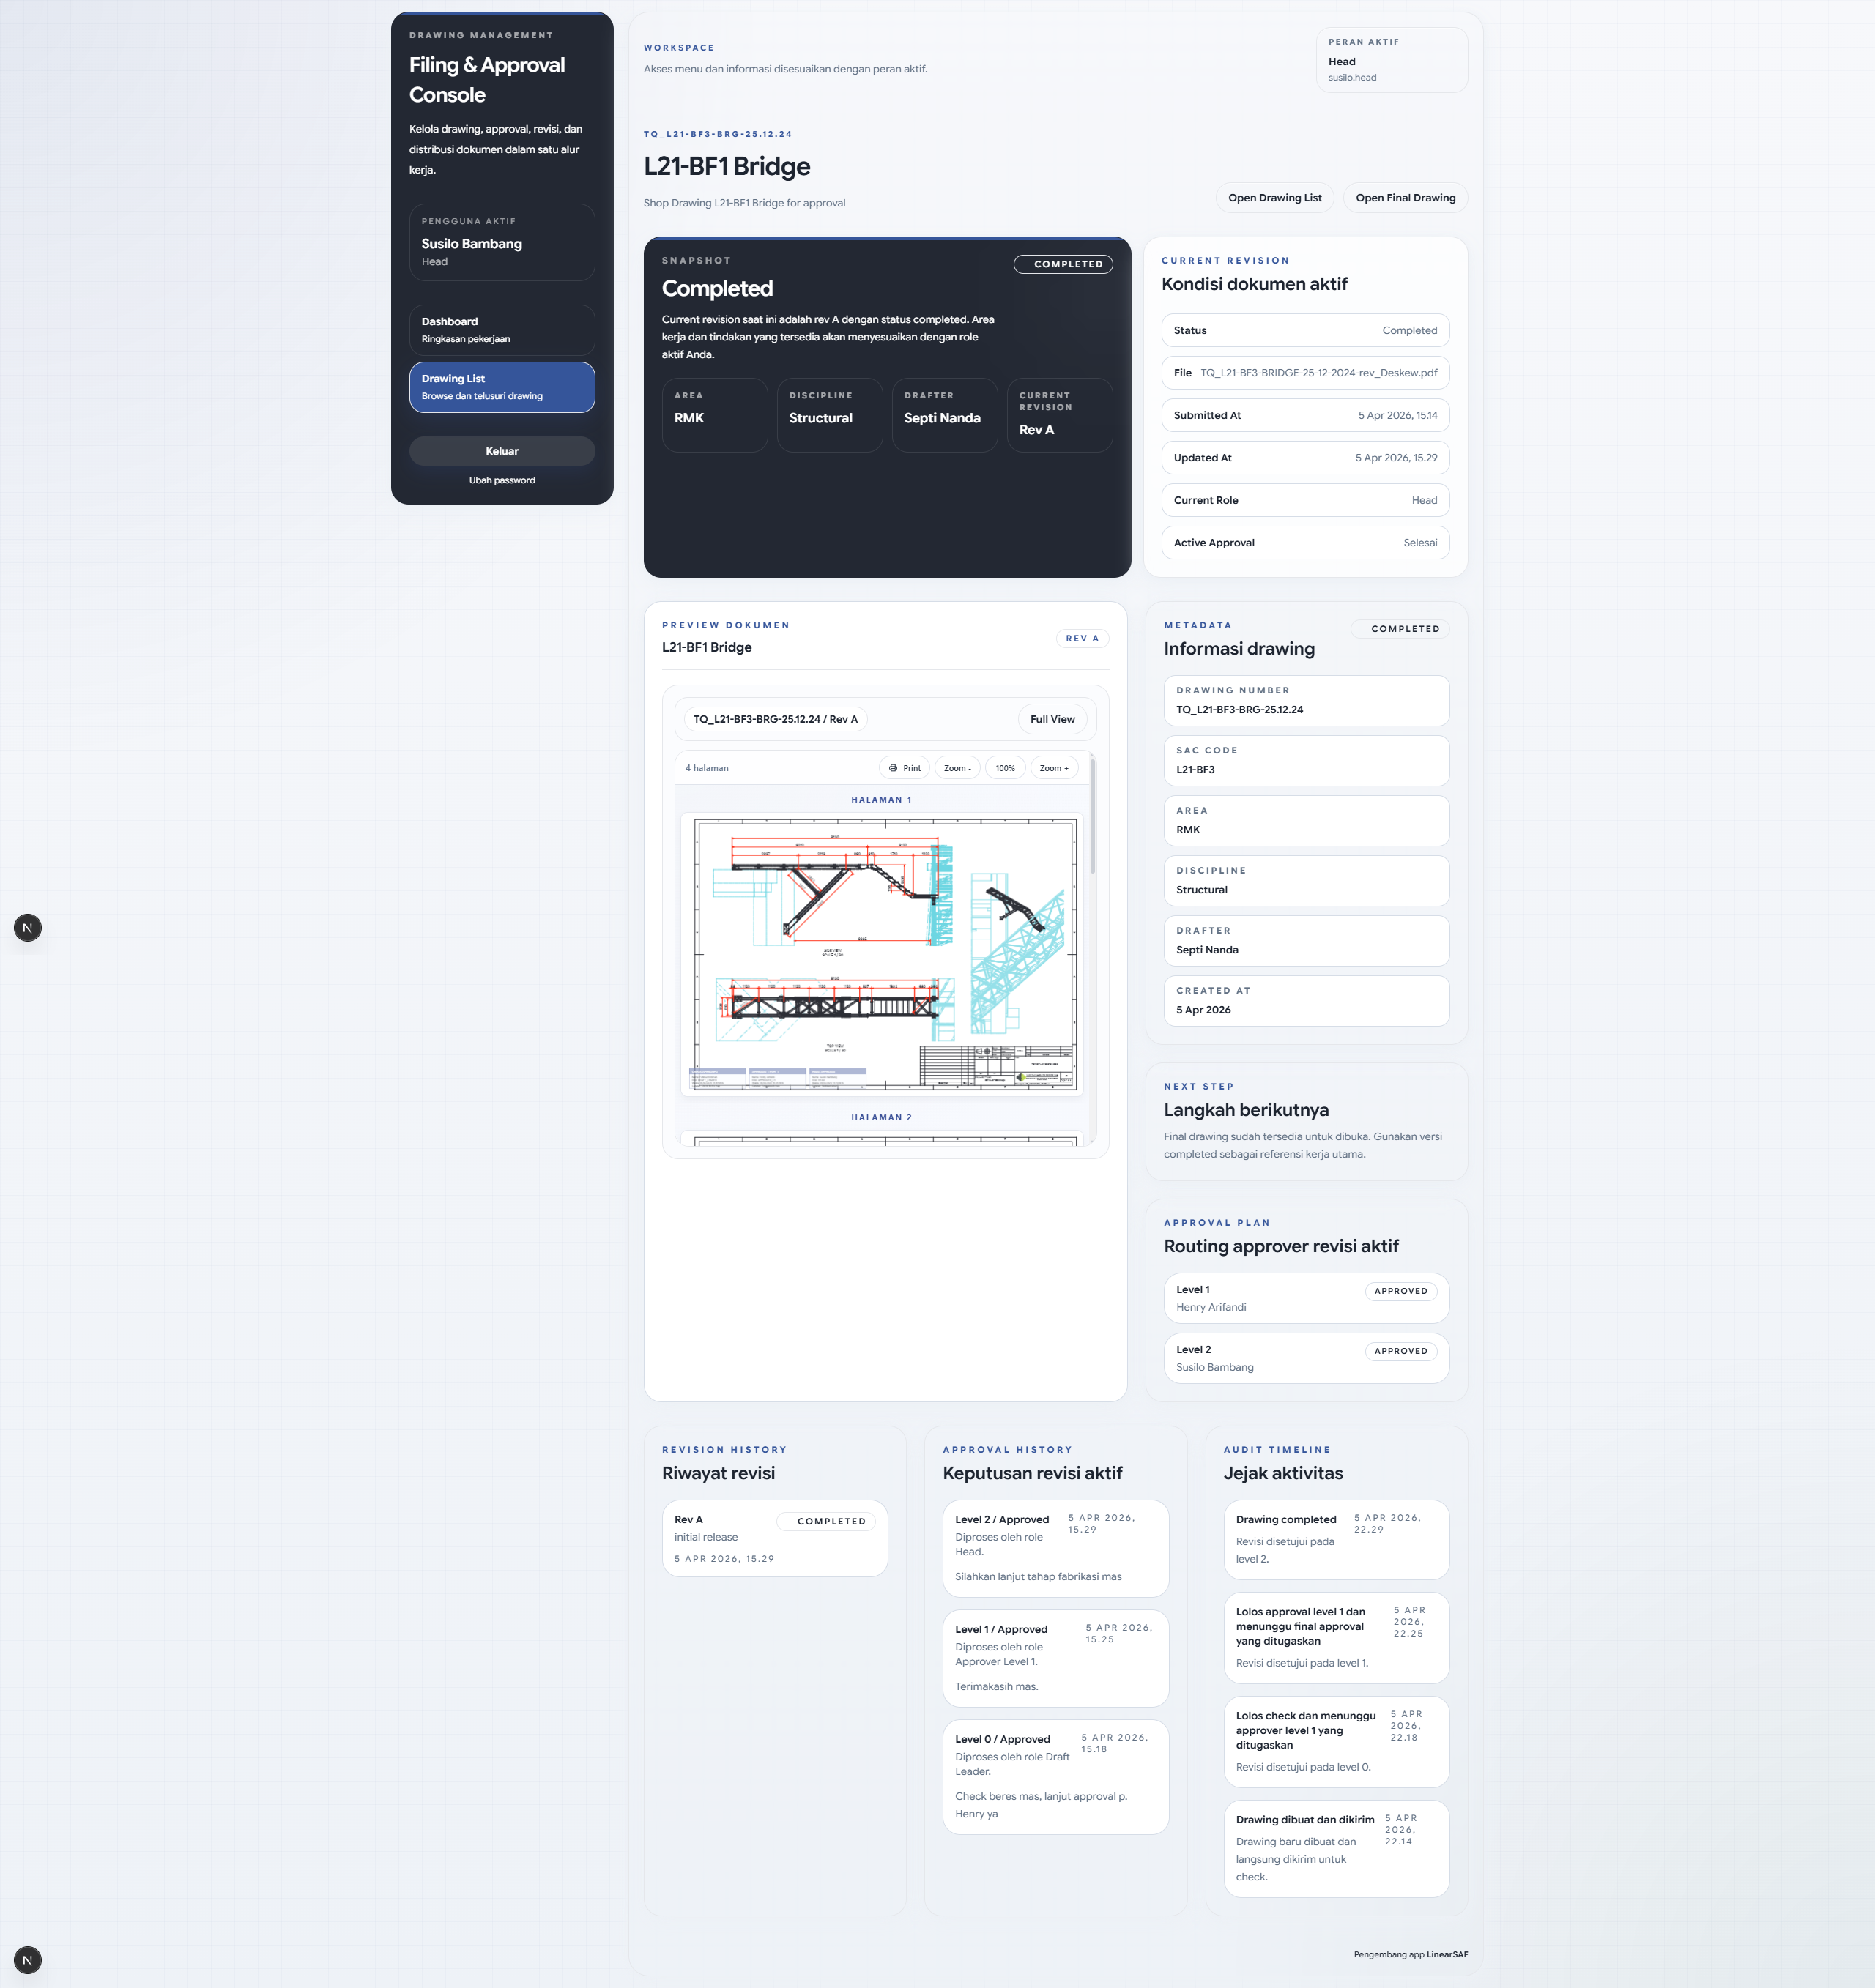 DRAWING MANAGEMENT
Filing & Approval
Console
Kelola drawing, approval, revisi, dan
distribusi dokumen dalam satu alur
kerja.
PENGGUNA AKTIF
Susilo Bambang
Head
Dashboard
Ringkasan pekerjaan
Drawing List
Browse dan telusuri drawing
Keluar
Ubah password
WORKSPACE
Akses menu dan informasi disesuaikan dengan peran aktif.
PERAN AKTIF
Head
susilo.head
TQ_L21-BF3-BRG-25.12.24
L21-BF1 Bridge
Shop Drawing L21-BF1 Bridge for approval
Open Drawing List
Open Final Drawing
SNAPSHOT
COMPLETED
Completed
Current revision saat ini adalah rev A dengan status completed. Area
kerja dan tindakan yang tersedia akan menyesuaikan dengan role
aktif Anda.
AREA
RMK
DISCIPLINE
Structural
DRAFTER
Septi Nanda
CURRENT
REVISION
Rev A
CURRENT REVISION
Kondisi dokumen aktif
Status Completed
File TQ_L21-BF3-BRIDGE-25-12-2024-rev_Deskew.pdf
Submitted At 5 Apr 2026, 15.14
Updated At 5 Apr 2026, 15.29
Current Role Head
Active Approval Selesai
PREVIEW DOKUMEN
L21-BF1 Bridge
REV A
TQ_L21-BF3-BRG-25.12.24 / Rev A
Full View
4 halaman
Print
Zoom -
100%
Zoom +
HALAMAN 1
HALAMAN 2
METADATA
COMPLETED
Informasi drawing
DRAWING NUMBER
TQ_L21-BF3-BRG-25.12.24
SAC CODE
L21-BF3
AREA
RMK
DISCIPLINE
Structural
DRAFTER
Septi Nanda
CREATED AT
5 Apr 2026
NEXT STEP
Langkah berikutnya
Final drawing sudah tersedia untuk dibuka. Gunakan versi
completed sebagai referensi kerja utama.
APPROVAL PLAN
Routing approver revisi aktif
Level 1
APPROVED
Henry Arifandi
Level 2
APPROVED
Susilo Bambang
REVISION HISTORY
Riwayat revisi
Rev A
COMPLETED
initial release
5 APR 2026, 15.29
APPROVAL HISTORY
Keputusan revisi aktif
Level 2 / Approved
5 APR 2026,
15.29
Diproses oleh role
Head.
Silahkan lanjut tahap fabrikasi mas
Level 1 / Approved
5 APR 2026,
15.25
Diproses oleh role
Approver Level 1.
Terimakasih mas.
Level 0 / Approved
5 APR 2026,
15.18
Diproses oleh role Draft
Leader.
Check beres mas, lanjut approval p.
Henry ya
AUDIT TIMELINE
Jejak aktivitas
Drawing completed
5 APR 2026,
22.29
Revisi disetujui pada
level 2.
Lolos approval level 1 dan
menunggu final approval
yang ditugaskan
5 APR
2026,
22.25
Revisi disetujui pada level 1.
Lolos check dan menunggu
approver level 1 yang
ditugaskan
5 APR
2026,
22.18
Revisi disetujui pada level 0.
Drawing dibuat dan dikirim
5 APR
2026,
22.14
Drawing baru dibuat dan
langsung dikirim untuk
check.
Pengembang app LinearSAF
N
N